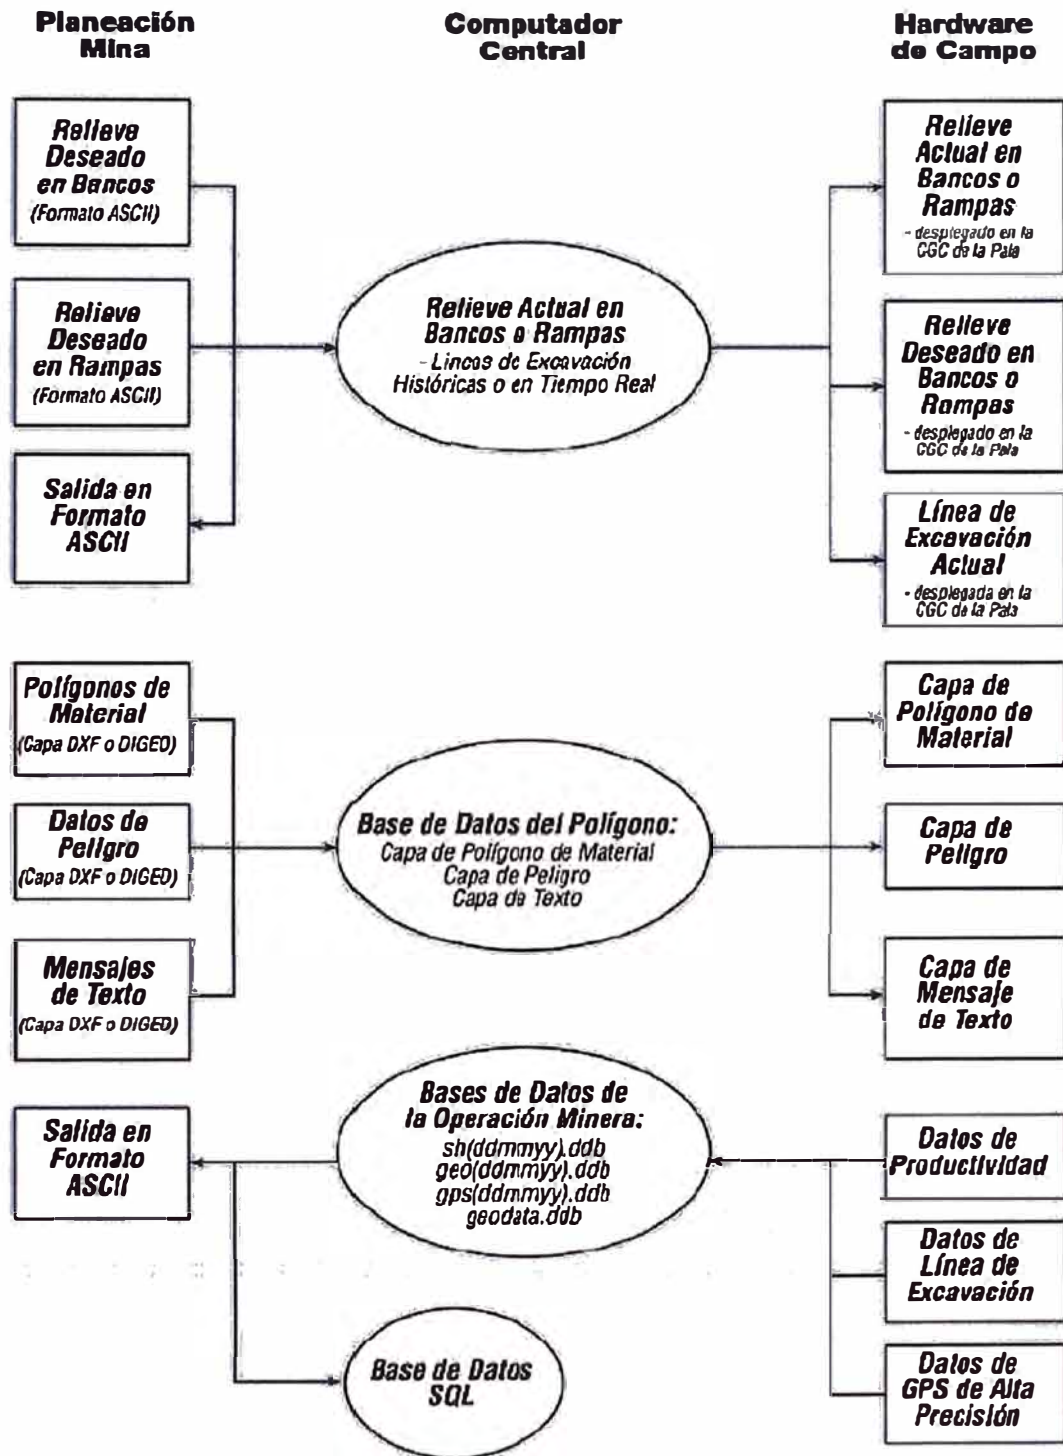 Planeación
Mina
Computador
Central
Hardware
de Campo
Relieve
Deseado
en Bancos
(Formato ASCII)
Relieve
Deseado
en Rampas
(Formato ASCII)
Salida en
Formato
ASCII
Relieve Actual en
Bancos o Rampas
- Líneas de Excavación
Históricas o en Tiempo Real
Relieve
Actual en
Bancos o
Rampas
- desplegado en la
CGC de la Pala
Relieve
Deseado en
Bancos o
Rampas
- desplegado en la
CGC de la Pala
Línea de
Excavación
Actual
- desplegada en la
CGC de la Pala
Polígonos de
Material
(Capa DXF o DIGED)
Datos de
Peligro
(Capa DXF o DIGED)
Mensajes
de Texto
(Capa DXF o DIGED)
Base de Datos del Polígono:
Capa de Polígono de Material
Capa de Peligro
Capa de Texto
Capa de
Polígono de
Material
Capa de
Peligro
Capa de
Mensaje
de Texto
Salida en
Formato
ASCII
Bases de Datos de
la Operación Minera:
sh(ddmmyy).ddb
geo(ddmmyy).ddb
gps(ddmmyy).ddb
geodata.ddb
Base de Datos
SQL
Datos de
Productividad
Datos de
Línea de
Excavación
Datos de
GPS de Alta
Precisión